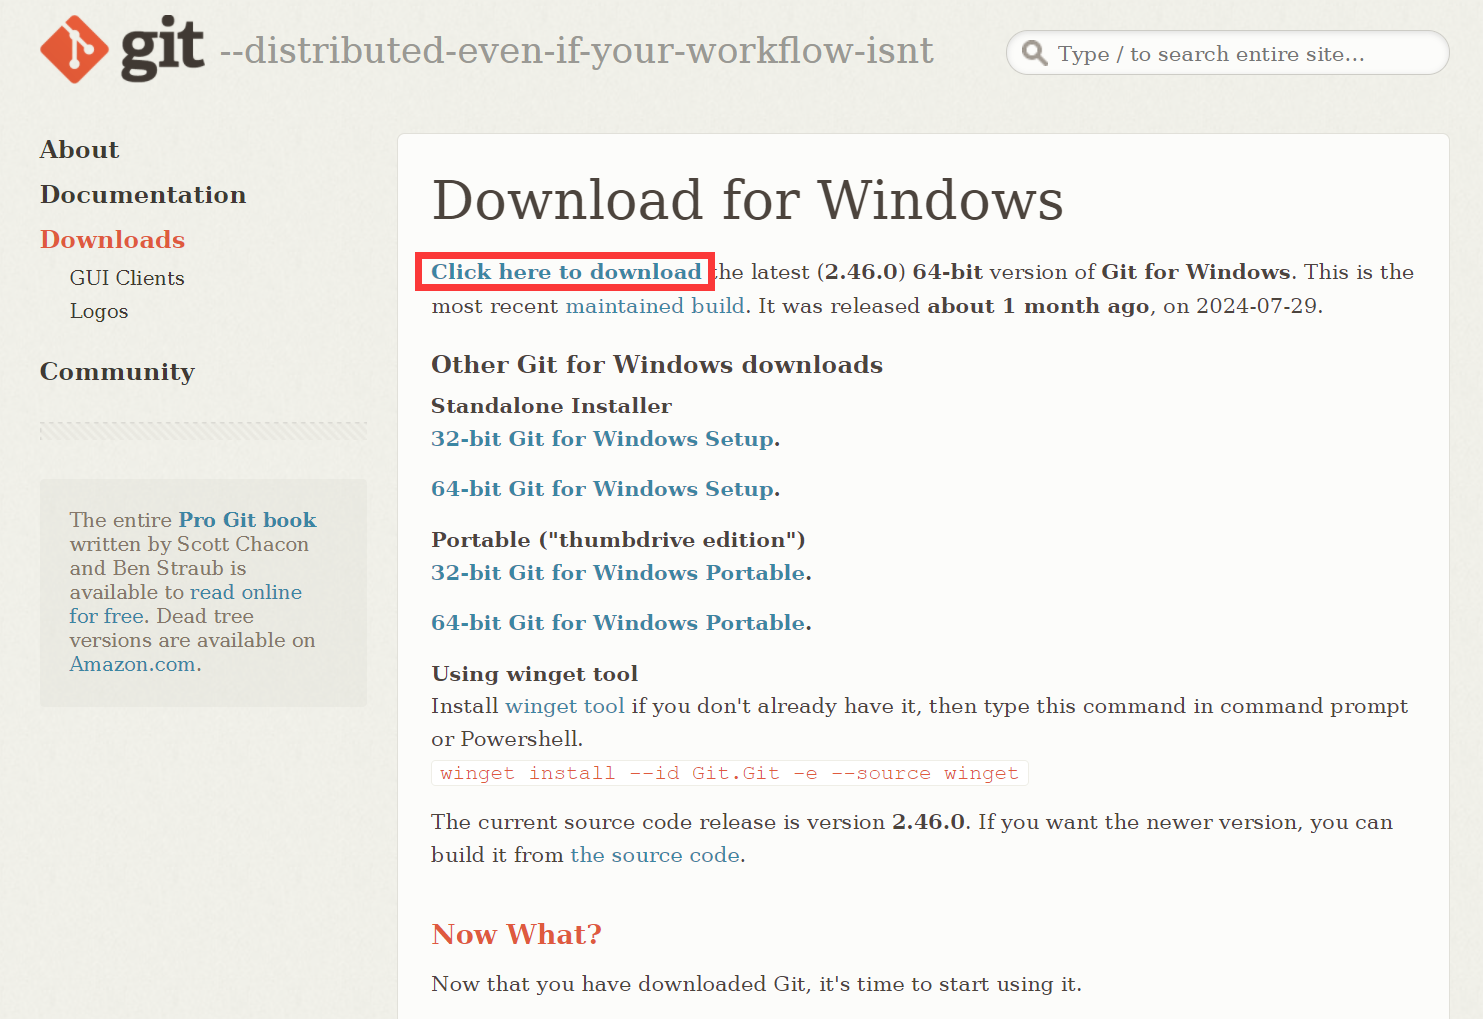 git --distributed-even-if-your-workflow-isnt
Type / to search entire site...
About
Documentation
Downloads
GUI Clients
Logos
Community
The entire Pro Git book
written by Scott Chacon
and Ben Straub is
available to read online
for free. Dead tree
versions are available on
Amazon.com.
Download for Windows
Click here to download the latest (2.46.0) 64-bit version of Git for Windows. This is the
most recent maintained build. It was released about 1 month ago, on 2024-07-29.
Other Git for Windows downloads
Standalone Installer
32-bit Git for Windows Setup.
64-bit Git for Windows Setup.
Portable ("thumbdrive edition")
32-bit Git for Windows Portable.
64-bit Git for Windows Portable.
Using winget tool
Install winget tool if you don't already have it, then type this command in command prompt
or Powershell.
winget install --id Git.Git -e --source winget
The current source code release is version 2.46.0. If you want the newer version, you can
build it from the source code.
Now What?
Now that you have downloaded Git, it's time to start using it.